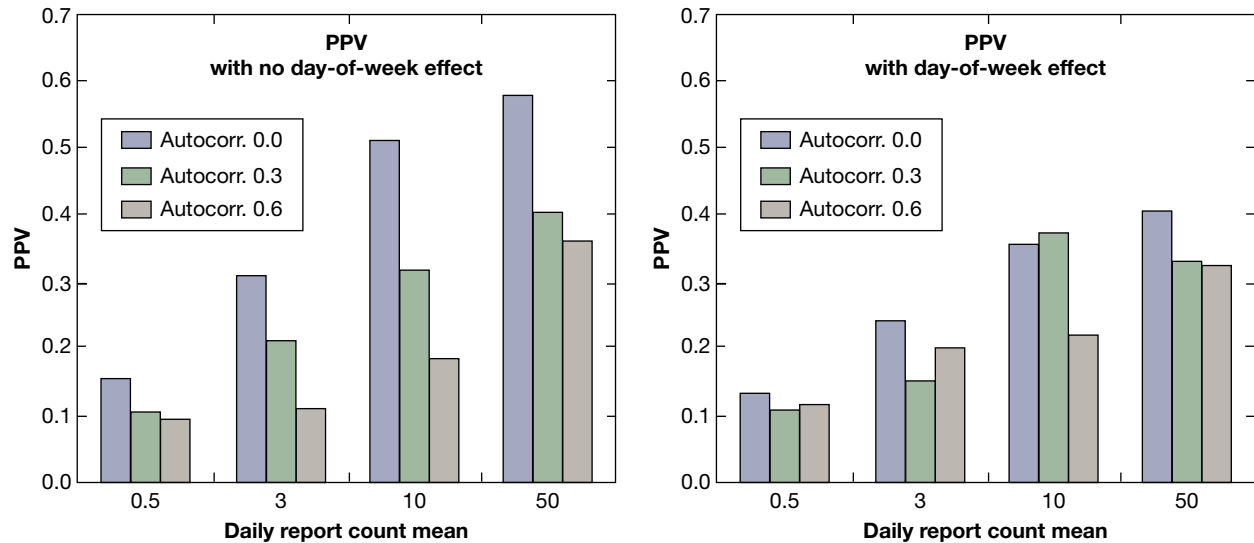 PPV
with no day-of-week effect
0.7
0.6
0.5
0.4
0.3
0.2
0.1
0.0
PPV
Autocorr. 0.0
Autocorr. 0.3
Autocorr. 0.6
0.5 3 10 50
Daily report count mean
PPV
with day-of-week effect
0.7
0.6
0.5
0.4
0.3
0.2
0.1
0.0
PPV
Autocorr. 0.0
Autocorr. 0.3
Autocorr. 0.6
0.5 3 10 50
Daily report count mean